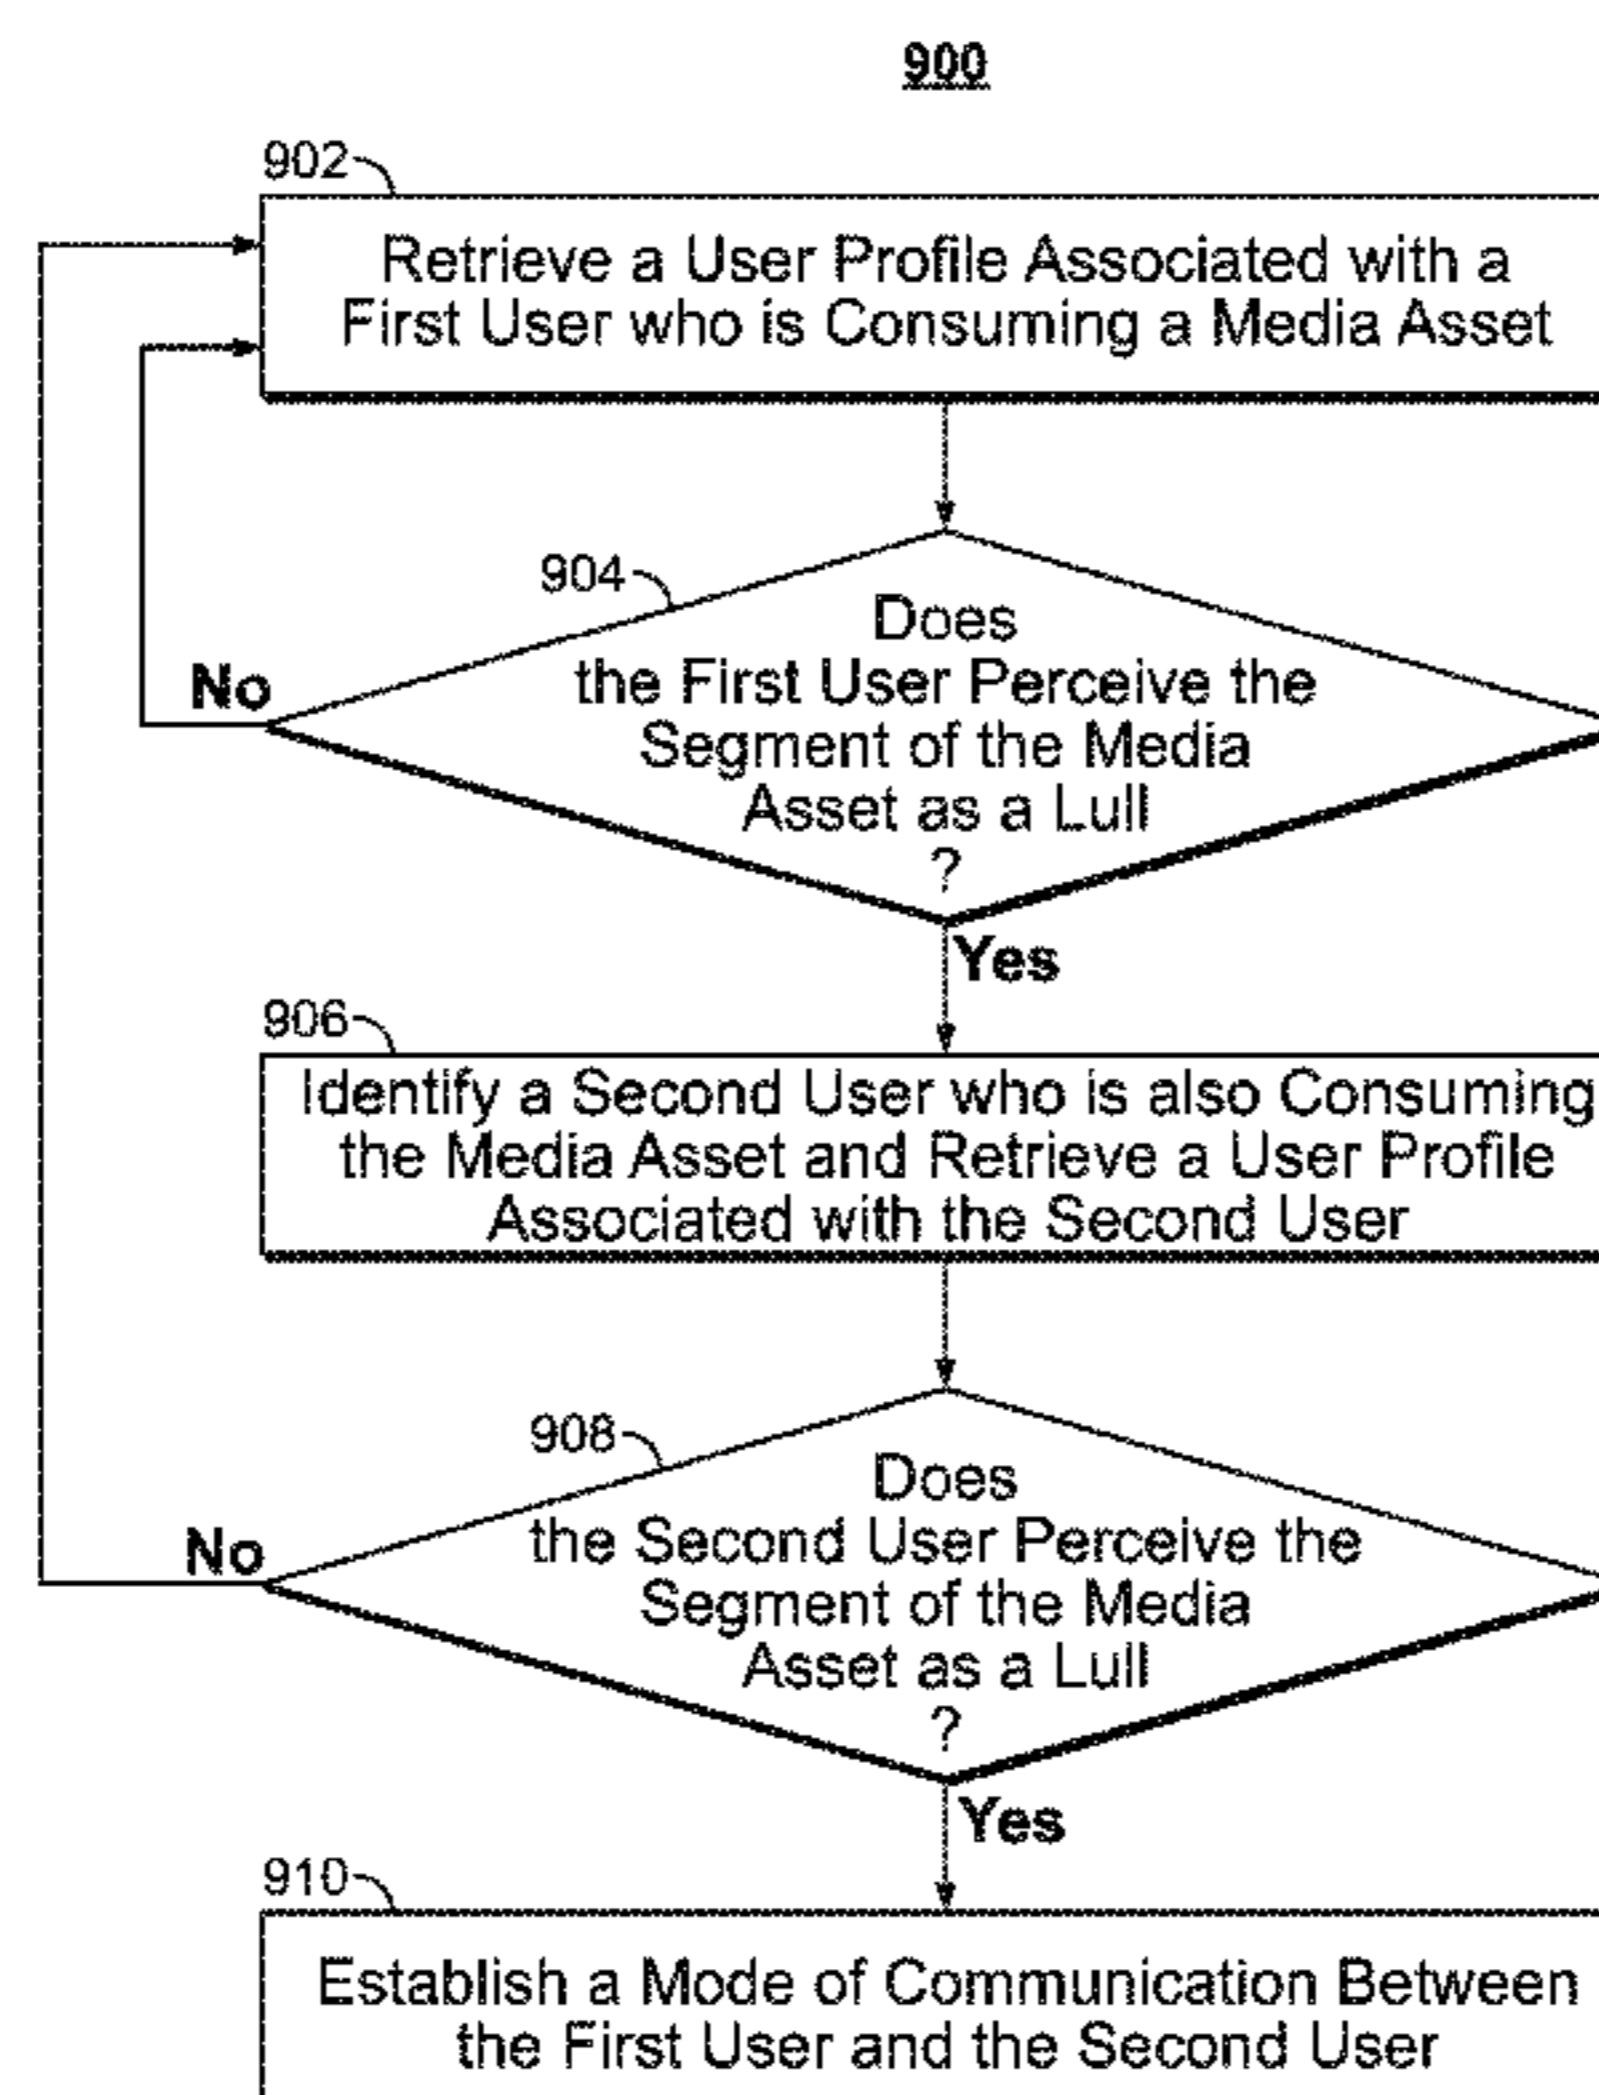 900
902
Retrieve a User Profile Associated with a
First User who is Consuming a Media Asset
904
Does
the First User Perceive the
Segment of the Media
Asset as a Lull
?
No
Yes
906
Identify a Second User who is also Consuming
the Media Asset and Retrieve a User Profile
Associated with the Second User
908
Does
the Second User Perceive the
Segment of the Media
Asset as a Lull
?
No
Yes
910
Establish a Mode of Communication Between
the First User and the Second User